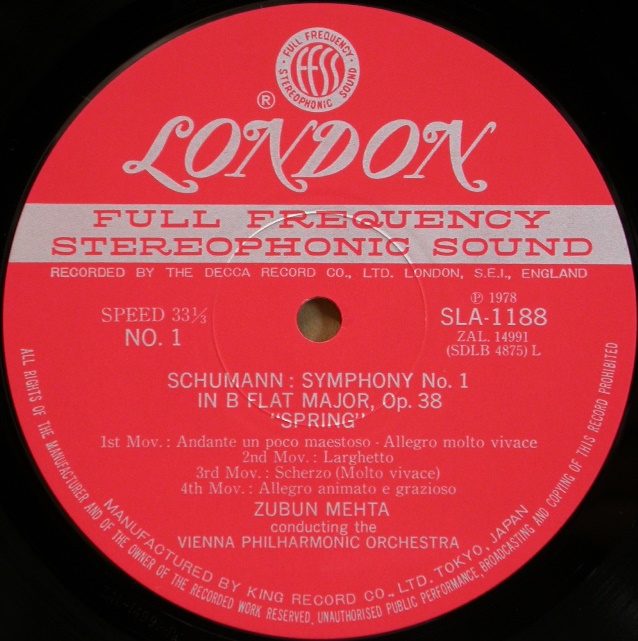 FULL FREQUENCY
FFSS
STEREOPHONIC SOUND
®
LONDON
FULL FREQUENCY
STEREOPHONIC SOUND
RECORDED BY THE DECCA RECORD CO., LTD. LONDON, S.E.I., ENGLAND
SPEED 33⅓
NO. 1
℗ 1978
SLA-1188
ZAL. 14991
(SDLB 4875) L
SCHUMANN : SYMPHONY No. 1
IN B FLAT MAJOR, Op. 38
"SPRING"
1st Mov. : Andante un poco maestoso - Allegro molto vivace
2nd Mov. : Larghetto
3rd Mov. : Scherzo (Molto vivace)
4th Mov. : Allegro animato e grazioso
ZUBUN MEHTA
conducting the
VIENNA PHILHARMONIC ORCHESTRA
MANUFACTURED BY KING RECORD CO., LTD. TOKYO, JAPAN
ALL RIGHTS OF THE MANUFACTURER AND OF THE OWNER OF THE RECORDED WORK RESERVED, UNAUTHORISED PUBLIC PERFORMANCE, BROADCASTING AND COPYING OF THIS RECORD PROHIBITED